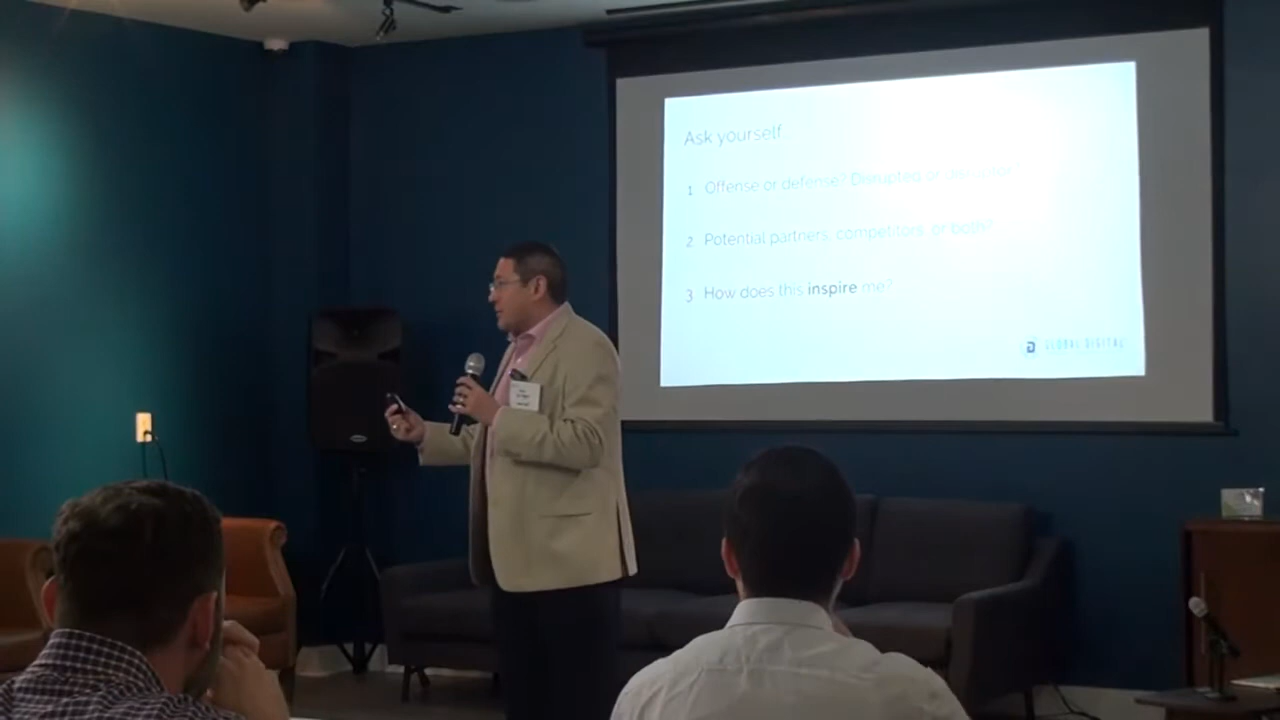 Ask yourself
1 Offense or defense? Disrupted or disruptor?
2 Potential partners, competitors, or both?
3 How does this inspire me?
GLOBAL DIGITAL